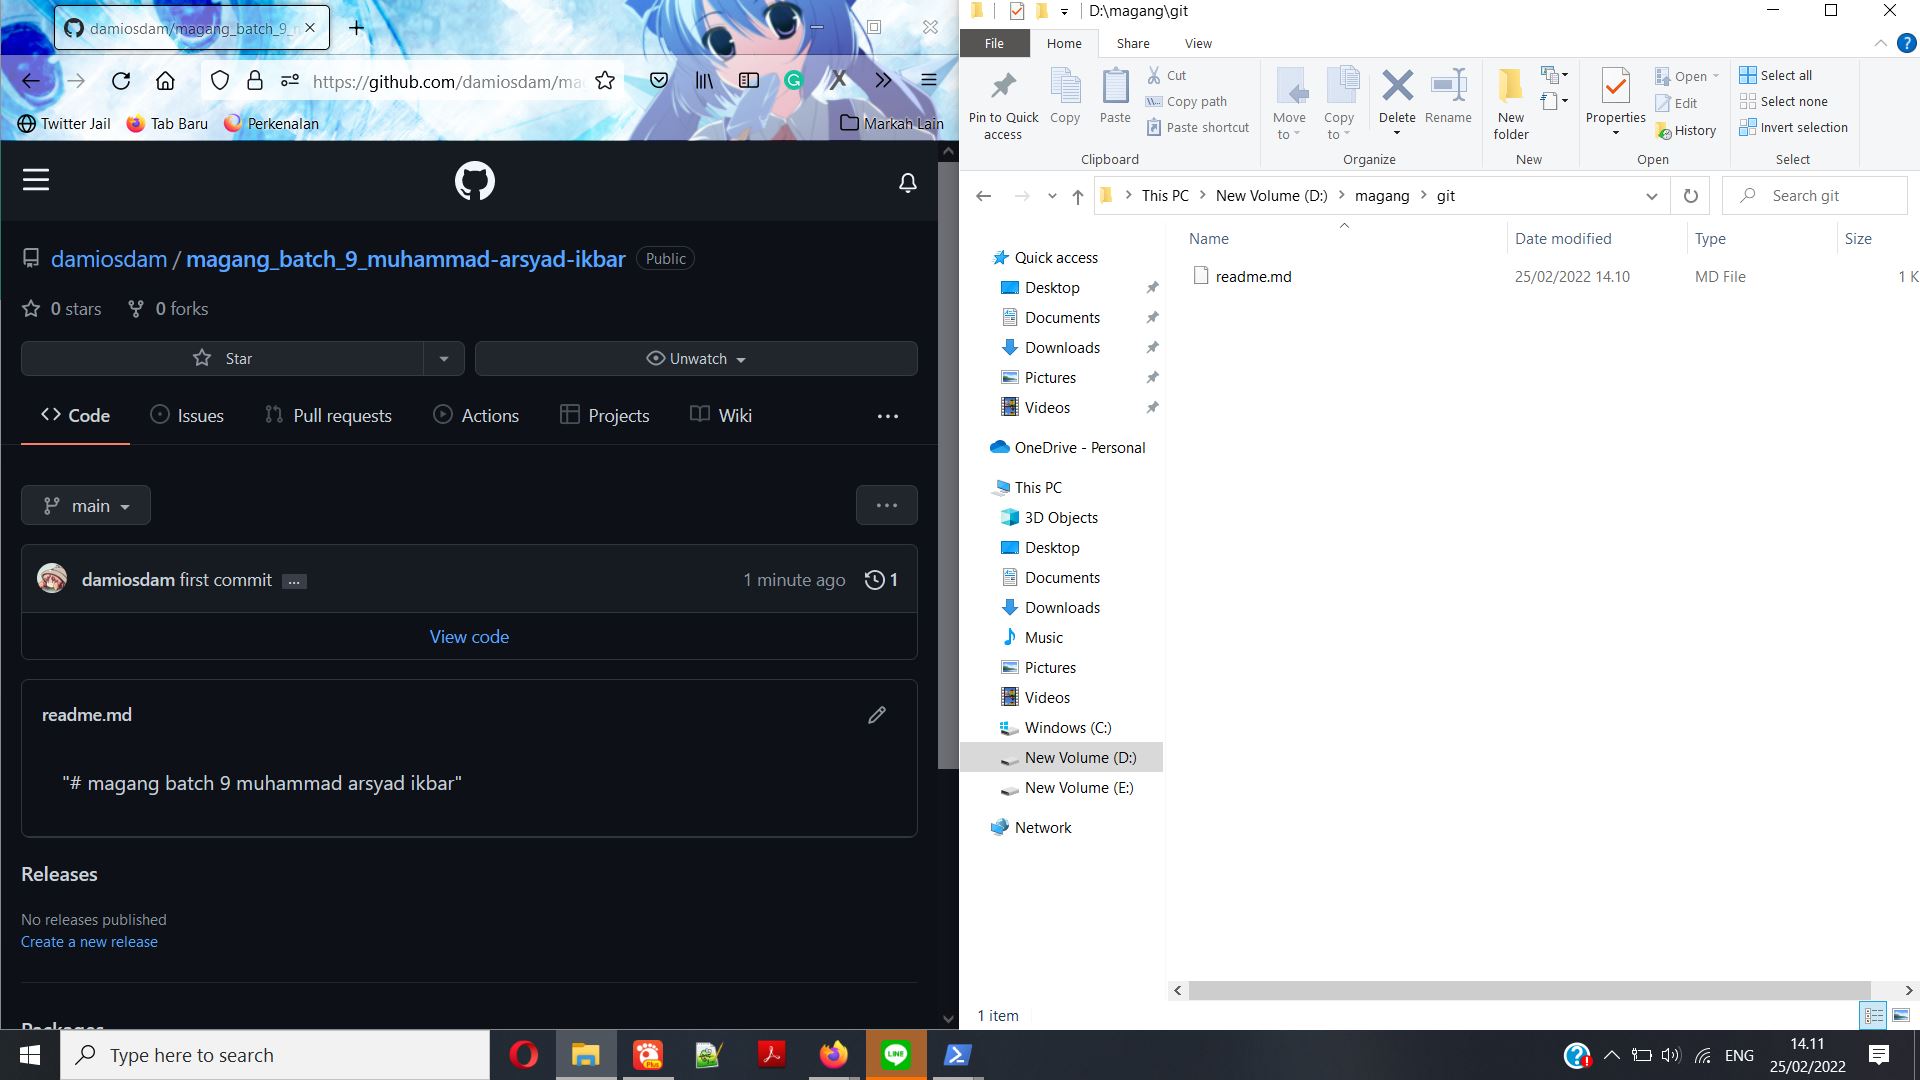 damiosdam/magang_batch_9_
https://github.com/damiosdam/ma
Twitter Jail
Tab Baru
Perkenalan
Markah Lain
damiosdam / magang_batch_9_muhammad-arsyad-ikbar
Public
0 stars
0 forks
Star
Unwatch
Code
Issues
Pull requests
Actions
Projects
Wiki
main
damiosdam first commit
1 minute ago
1
View code
readme.md
"# magang batch 9 muhammad arsyad ikbar"
Releases
No releases published
Create a new release
Packages
D:\magang\git
File
Home
Share
View
Pin to Quick access
Copy
Paste
Cut
Copy path
Paste shortcut
Clipboard
Move to
Copy to
Delete
Rename
Organize
New folder
New
Properties
Open
Edit
History
Open
Select all
Select none
Invert selection
Select
This PC
New Volume (D:)
magang
git
Search git
Name
Date modified
Type
Size
readme.md
25/02/2022 14.10
MD File
1 K
Quick access
Desktop
Documents
Downloads
Pictures
Videos
OneDrive - Personal
This PC
3D Objects
Desktop
Documents
Downloads
Music
Pictures
Videos
Windows (C:)
New Volume (D:)
New Volume (E:)
Network
1 item
Type here to search
LINE
ENG
14.11
25/02/2022